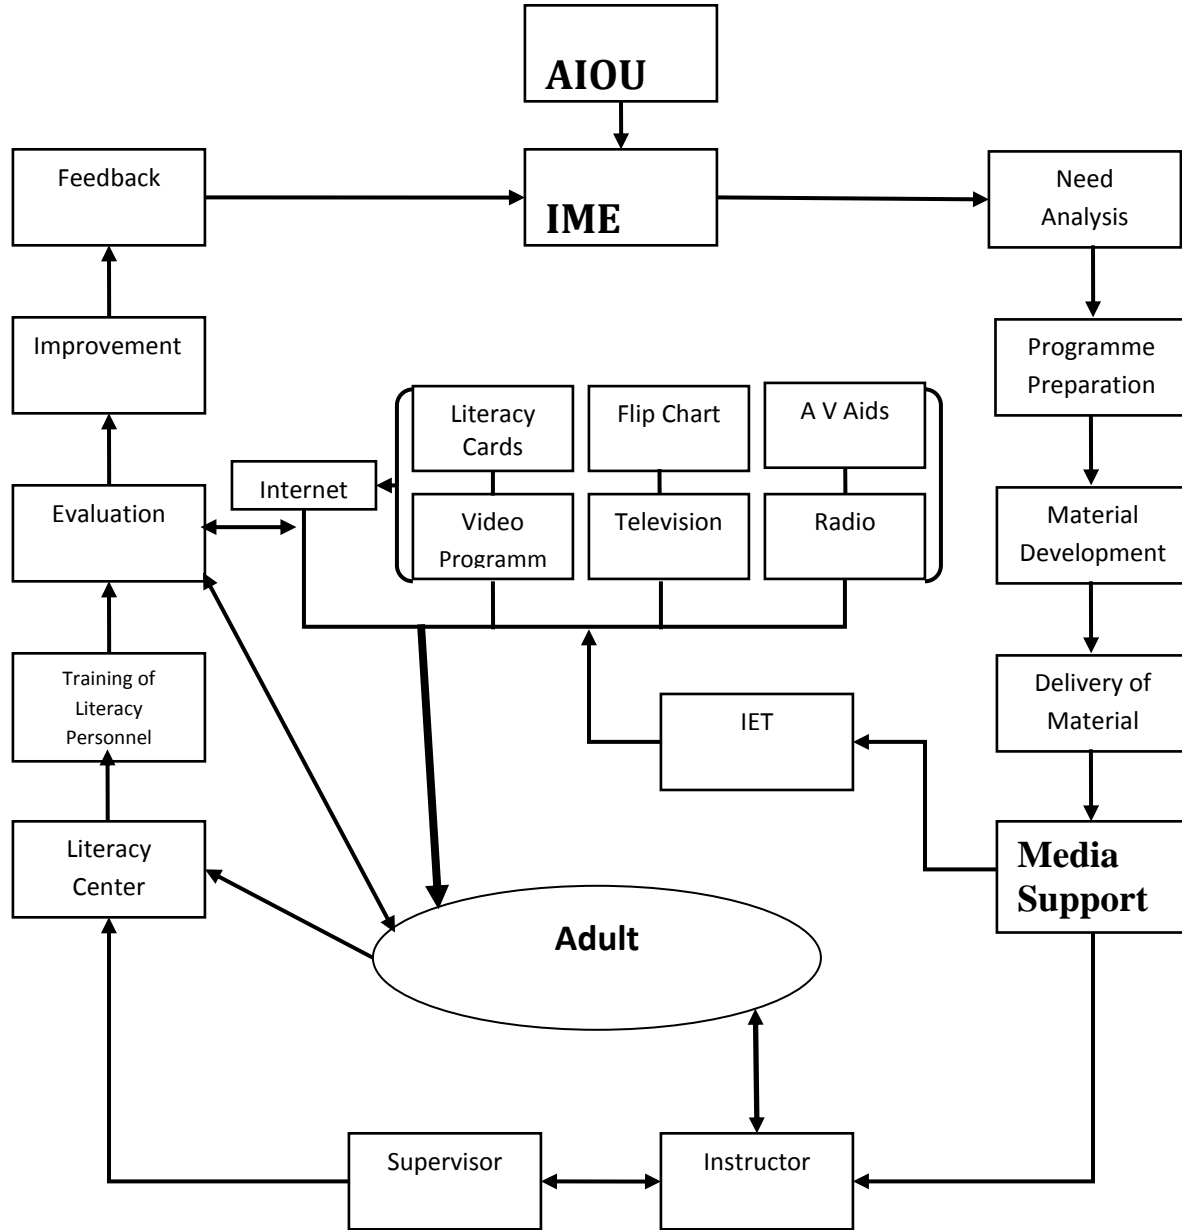 AIOU
Feedback
IME
Need
Analysis
Improvement
Programme
Preparation
Literacy
Cards
Flip Chart
A V Aids
Internet
Evaluation
Video
Programm
Television
Radio
Material
Development
Training of
Literacy
Personnel
IET
Delivery of
Material
Literacy
Center
Media
Support
Adult
Supervisor
Instructor